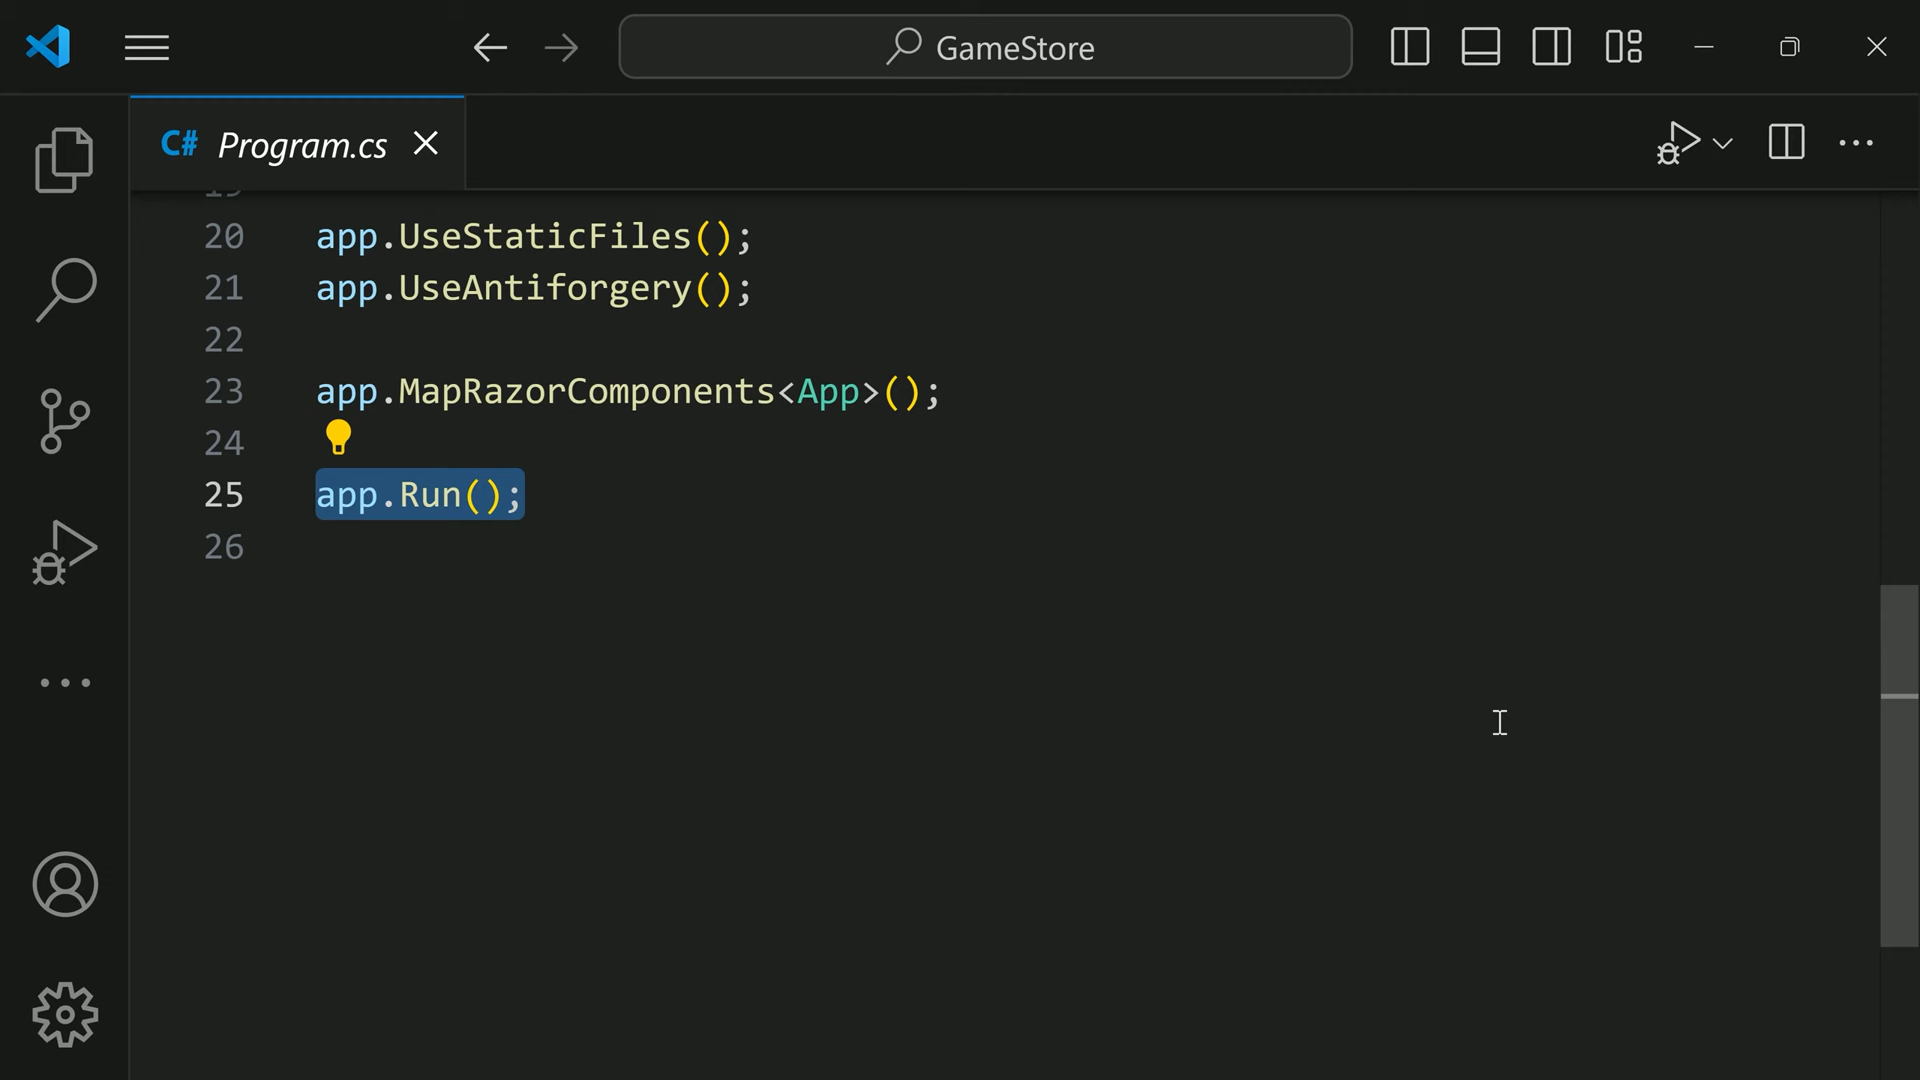 GameStore
C# Program.cs
19
20 app.UseStaticFiles();
21 app.UseAntiforgery();
22
23 app.MapRazorComponents<App>();
24
25 app.Run();
26